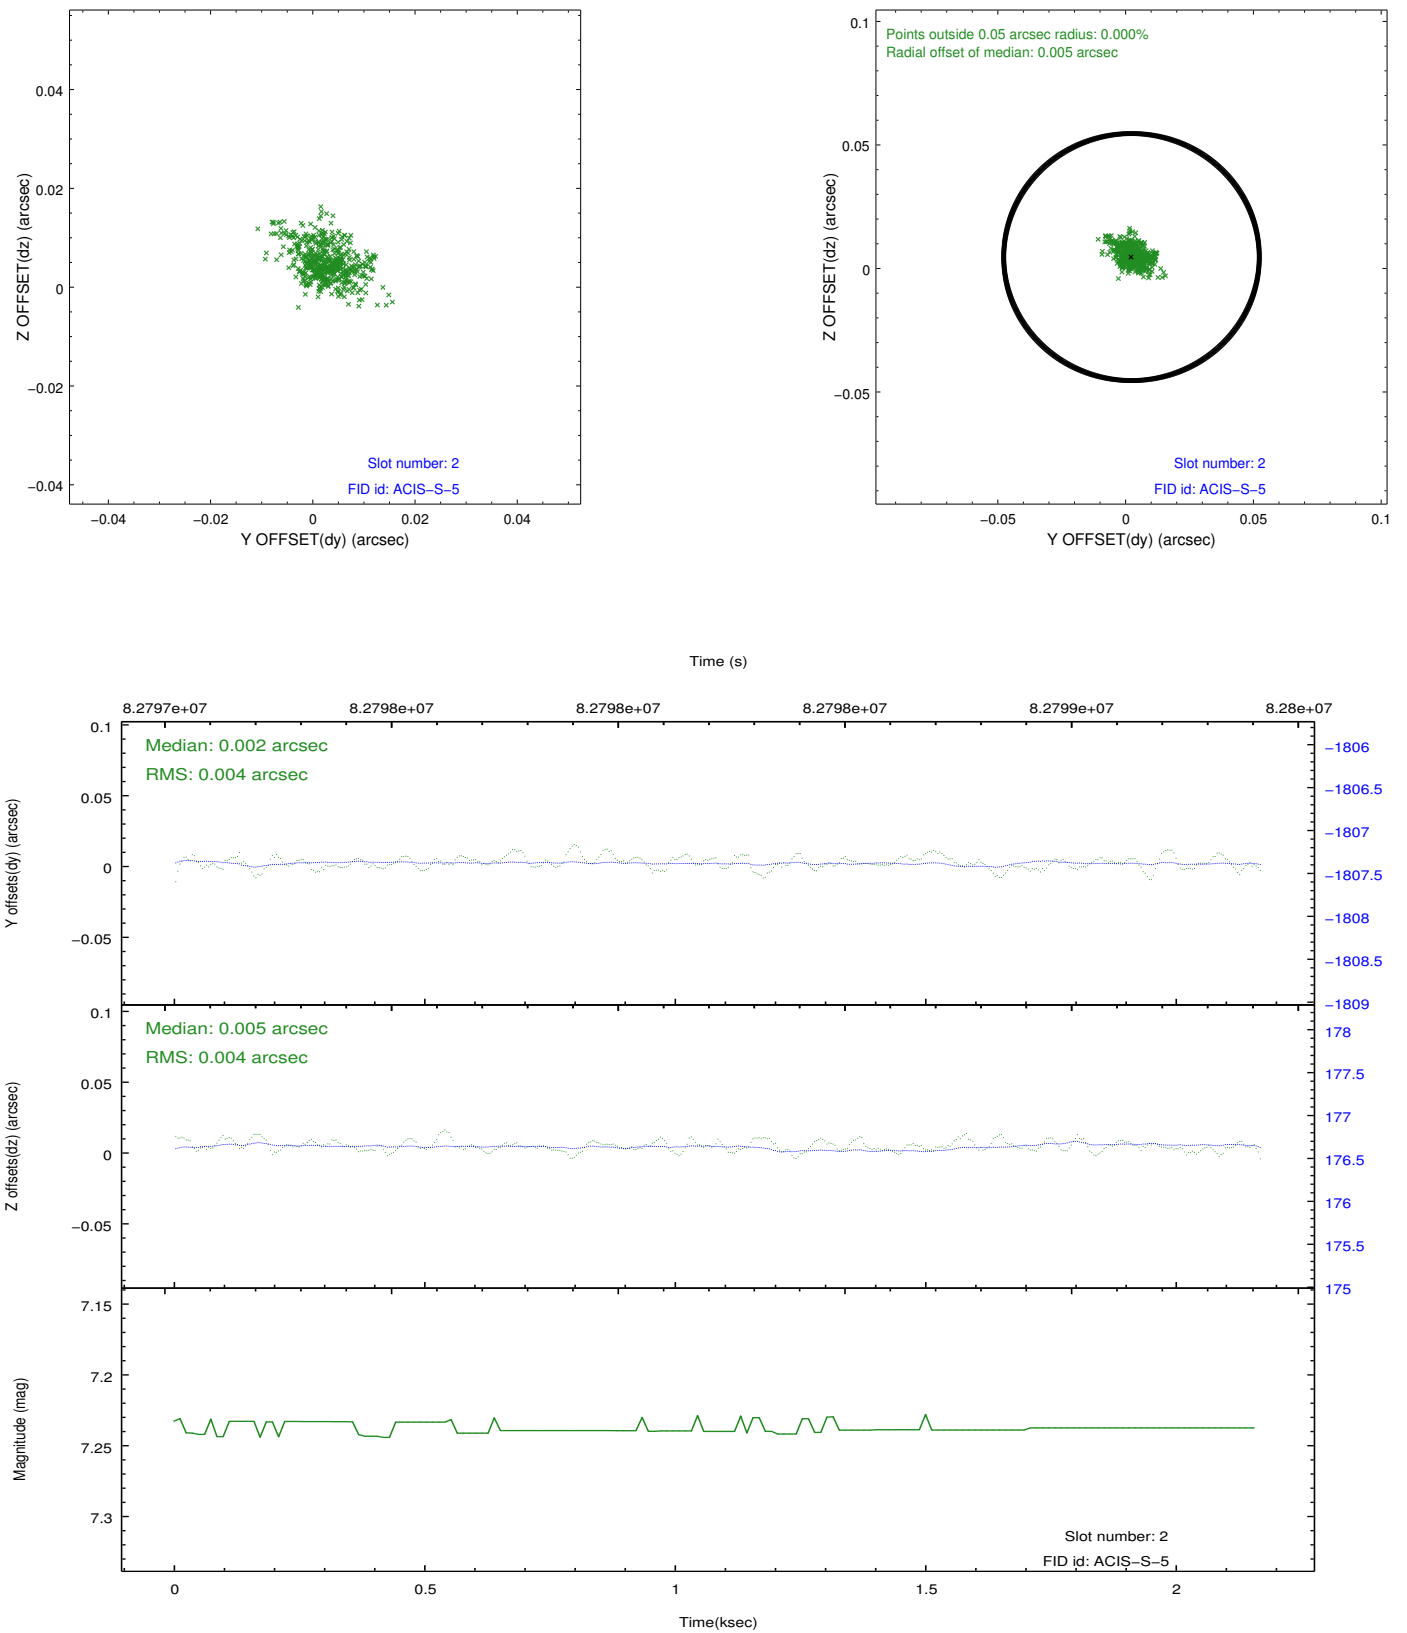 0.04
0.02
0
−0.02
−0.04
Z OFFSET(dz) (arcsec)
Slot number: 2
FID id: ACIS−S−5
−0.04 −0.02 0 0.02 0.04
Y OFFSET(dy) (arcsec)
Points outside 0.05 arcsec radius: 0.000%
Radial offset of median: 0.005 arcsec
0.1
0.05
0
−0.05
Z OFFSET(dz) (arcsec)
Slot number: 2
FID id: ACIS−S−5
−0.05 0 0.05 0.1
Y OFFSET(dy) (arcsec)
Time (s)
8.2797e+07 8.2798e+07 8.2798e+07 8.2798e+07 8.2799e+07 8.28e+07
Median: 0.002 arcsec
RMS: 0.004 arcsec
0.1
0.05
0
−0.05
Y offsets(dy) (arcsec)
−1806
−1806.5
−1807
−1807.5
−1808
−1808.5
−1809
Median: 0.005 arcsec
RMS: 0.004 arcsec
0.1
0.05
0
−0.05
Z offsets(dz) (arcsec)
178
177.5
177
176.5
176
175.5
175
7.15
7.2
7.25
7.3
Magnitude (mag)
Slot number: 2
FID id: ACIS−S−5
0 0.5 1 1.5 2
Time(ksec)